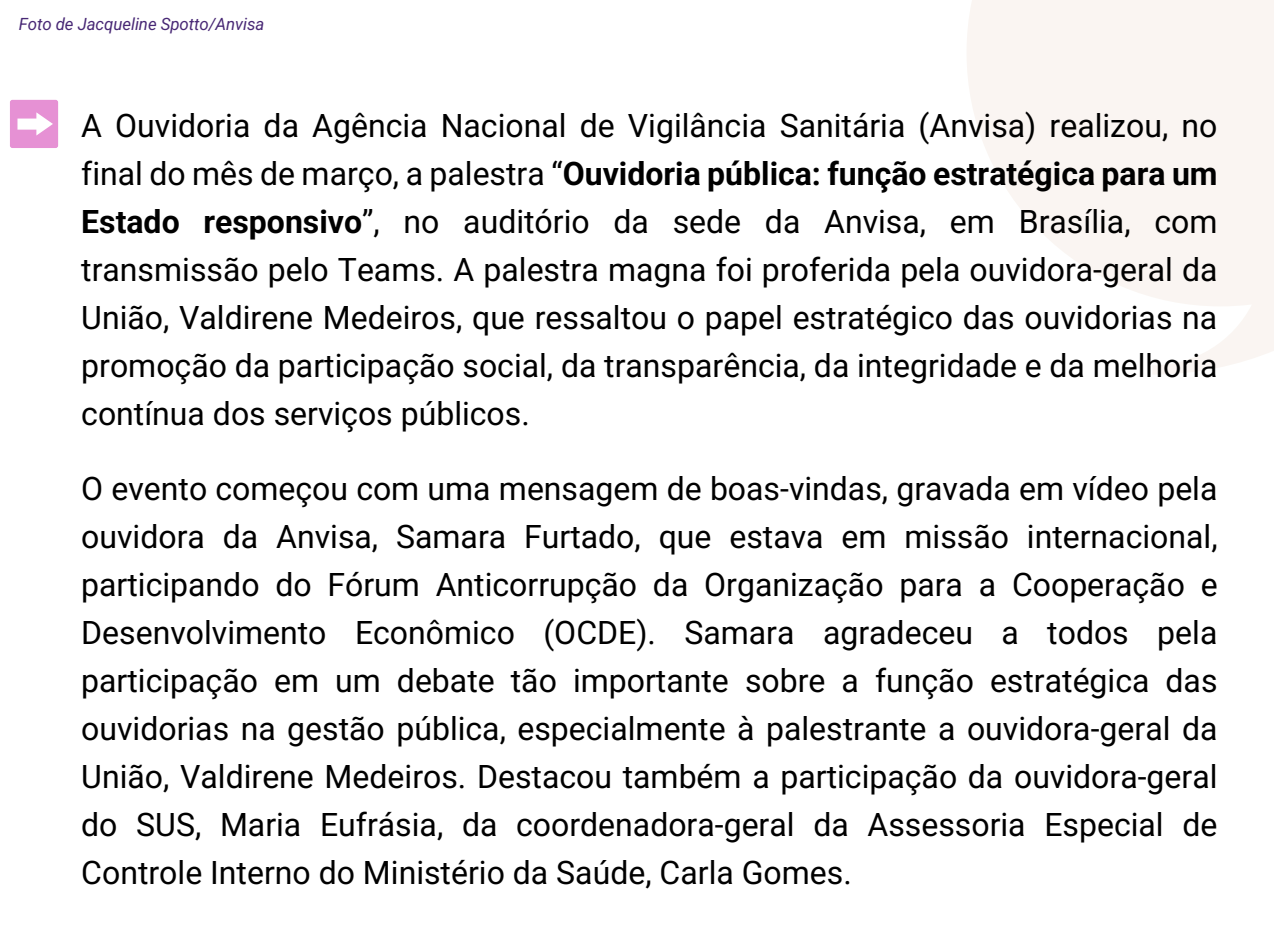 Foto de Jacqueline Spotto/Anvisa
A Ouvidoria da Agência Nacional de Vigilância Sanitária (Anvisa) realizou, no
final do mês de março, a palestra “Ouvidoria pública: função estratégica para um
Estado responsivo”, no auditório da sede da Anvisa, em Brasília, com
transmissão pelo Teams. A palestra magna foi proferida pela ouvidora-geral da
União, Valdirene Medeiros, que ressaltou o papel estratégico das ouvidorias na
promoção da participação social, da transparência, da integridade e da melhoria
contínua dos serviços públicos.
O evento começou com uma mensagem de boas-vindas, gravada em vídeo pela
ouvidora da Anvisa, Samara Furtado, que estava em missão internacional,
participando do Fórum Anticorrupção da Organização para a Cooperação e
Desenvolvimento Econômico (OCDE). Samara agradeceu a todos pela
participação em um debate tão importante sobre a função estratégica das
ouvidorias na gestão pública, especialmente à palestrante a ouvidora-geral da
União, Valdirene Medeiros. Destacou também a participação da ouvidora-geral
do SUS, Maria Eufrásia, da coordenadora-geral da Assessoria Especial de
Controle Interno do Ministério da Saúde, Carla Gomes.